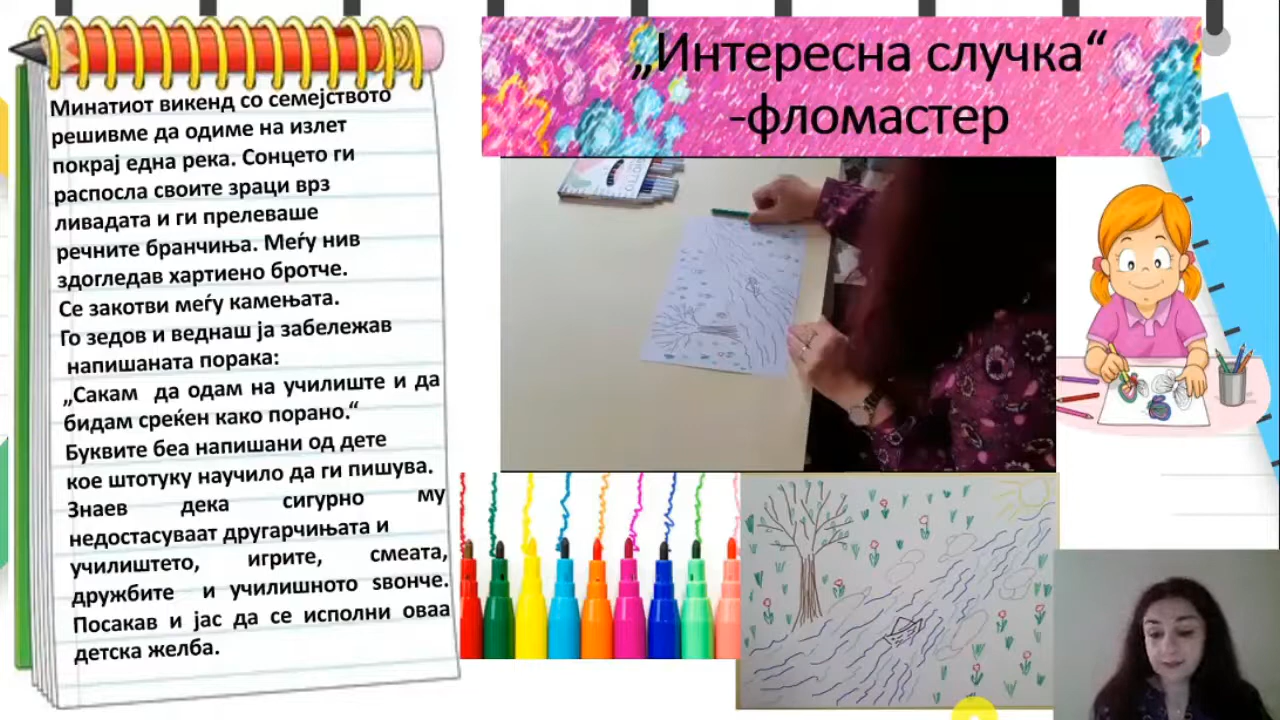 „Интересна случка“
-фломастер
Минатиот викенд со семејството
решивме да одиме на излет
покрај една река. Сонцето ги
распосла своите зраци врз
ливадата и ги прелеваше
речните бранчиња. Меѓу нив
здогледав хартиено бротче.
Се закотви меѓу камењата.
Го зедов и веднаш ја забележав
напишаната порака:
„Сакам да одам на училиште и да
бидам среќен како порано.“
Буквите беа напишани од дете
кое штотуку научило да ги пишува.
Знаев дека сигурно му
недостасуваат другарчињата и
училиштето, игрите, смеата,
дружбите и училишното ѕвонче.
Посакав и јас да се исполни оваа
детска желба.